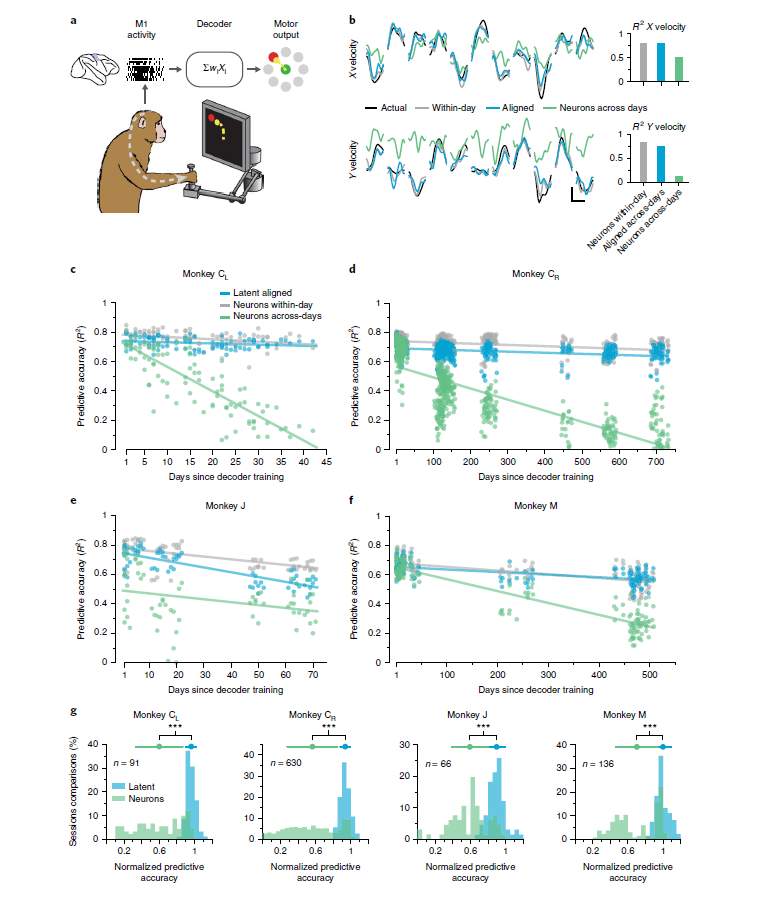 a
M1
activity
Decoder
Motor
output
ΣwᵢXᵢ
b
X velocity
Actual
Within-day
Aligned
Neurons across days
Y velocity
R² X velocity
1
0.5
0
R² Y velocity
1
0.5
0
Neurons within-day
Aligned across-days
Neurons across-days
c
Monkey C_L
Latent aligned
Neurons within-day
Neurons across-days
Predictive accuracy (R²)
1
0.8
0.6
0.4
0.2
0
1 5 10 15 20 25 30 35 40 45
Days since decoder training
d
Monkey C_R
Predictive accuracy (R²)
1
0.8
0.6
0.4
0.2
0
1 100 200 300 400 500 600 700
Days since decoder training
e
Monkey J
Predictive accuracy (R²)
1
0.8
0.6
0.4
0.2
0
1 10 20 30 40 50 60 70
Days since decoder training
f
Monkey M
Predictive accuracy (R²)
1
0.8
0.6
0.4
0.2
0
1 100 200 300 400 500
Days since decoder training
g
Monkey C_L
***
Sessions comparisons (%)
40
30
20
10
0
n = 91
Latent
Neurons
0.2 0.6 1
Normalized predictive
accuracy
Monkey C_R
***
40
30
20
10
0
n = 630
0.2 0.6 1
Normalized predictive
accuracy
Monkey J
***
30
20
10
0
n = 66
0.2 0.6 1
Normalized predictive
accuracy
Monkey M
***
40
30
20
10
0
n = 136
0.2 0.6 1
Normalized predictive
accuracy